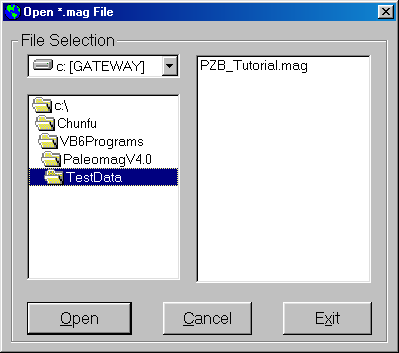 Open *.mag File
File Selection
c: [GATEWAY]
PZB_Tutorial.mag
c:\
Chunfu
VB6Programs
PaleomagV4.0
TestData
Open
Cancel
Exit